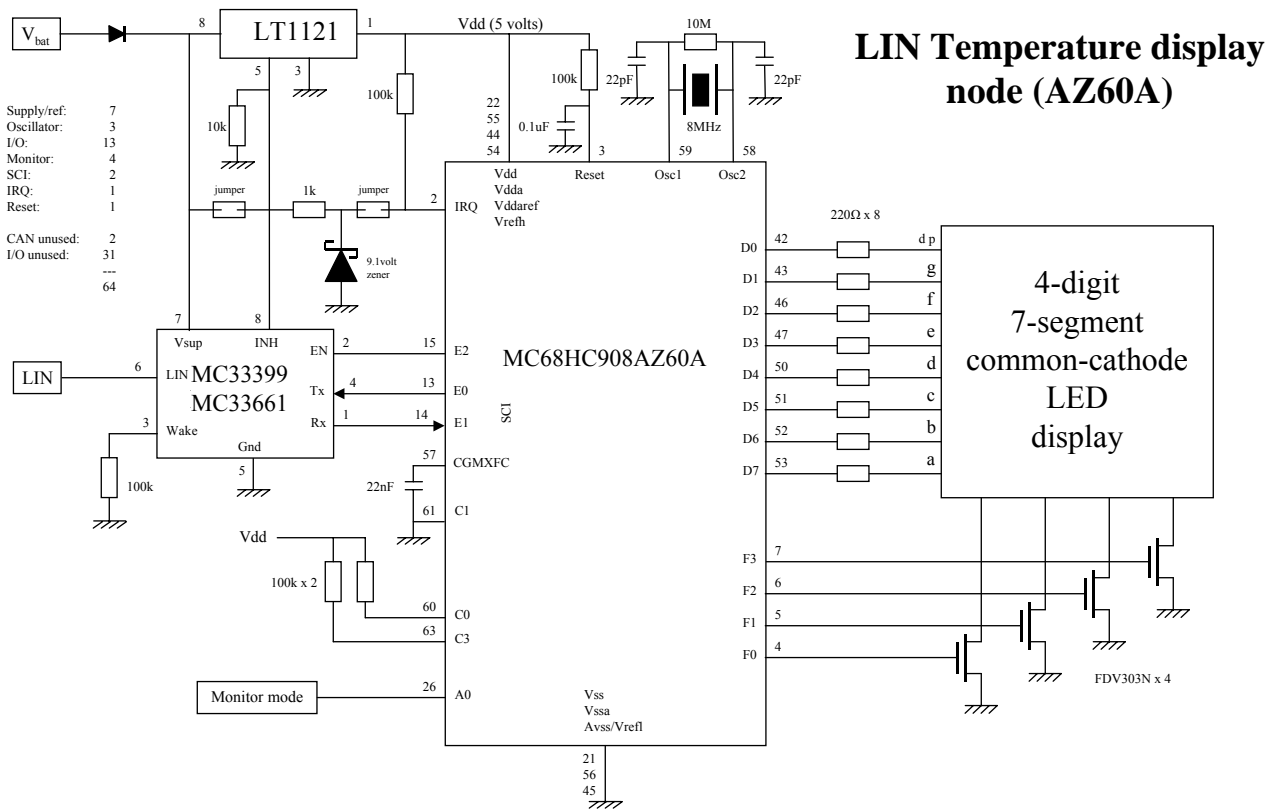 LIN Temperature display
node (AZ60A)
Vbat
8
LT1121
1
Vdd (5 volts)
5
3
10k
100k
100k
0.1uF
10M
22pF
22pF
8MHz
Supply/ref: 7
Oscillator: 3
I/O: 13
Monitor: 4
SCI: 2
IRQ: 1
Reset: 1
CAN unused: 2
I/O unused: 31
---
64
22
55
44
54
3
59
58
Vdd
Vdda
Vddaref
Vrefh
Reset
Osc1
Osc2
jumper
1k
jumper
2
IRQ
9.1volt
zener
7
8
Vsup
INH
EN
2
15
E2
LIN
6
LIN
MC33399
MC33661
Tx
4
13
E0
Rx
1
14
E1
SCI
3
Wake
Gnd
5
100k
57
CGMXFC
22nF
61
C1
Vdd
100k x 2
60
C0
63
C3
Monitor mode
26
A0
MC68HC908AZ60A
Vss
Vssa
Avss/Vrefl
21
56
45
220Ω x 8
D0 42 d p
D1 43 g
D2 46 f
D3 47 e
D4 50 d
D5 51 c
D6 52 b
D7 53 a
4-digit
7-segment
common-cathode
LED
display
F3 7
F2 6
F1 5
F0 4
FDV303N x 4